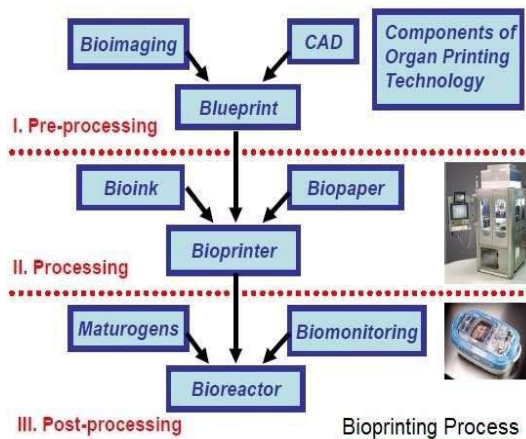 Bioimaging
CAD
Components of
Organ Printing
Technology
Blueprint
I. Pre-processing
Bioink
Biopaper
Bioprinter
II. Processing
Maturogens
Biomonitoring
Bioreactor
III. Post-processing
Bioprinting Process